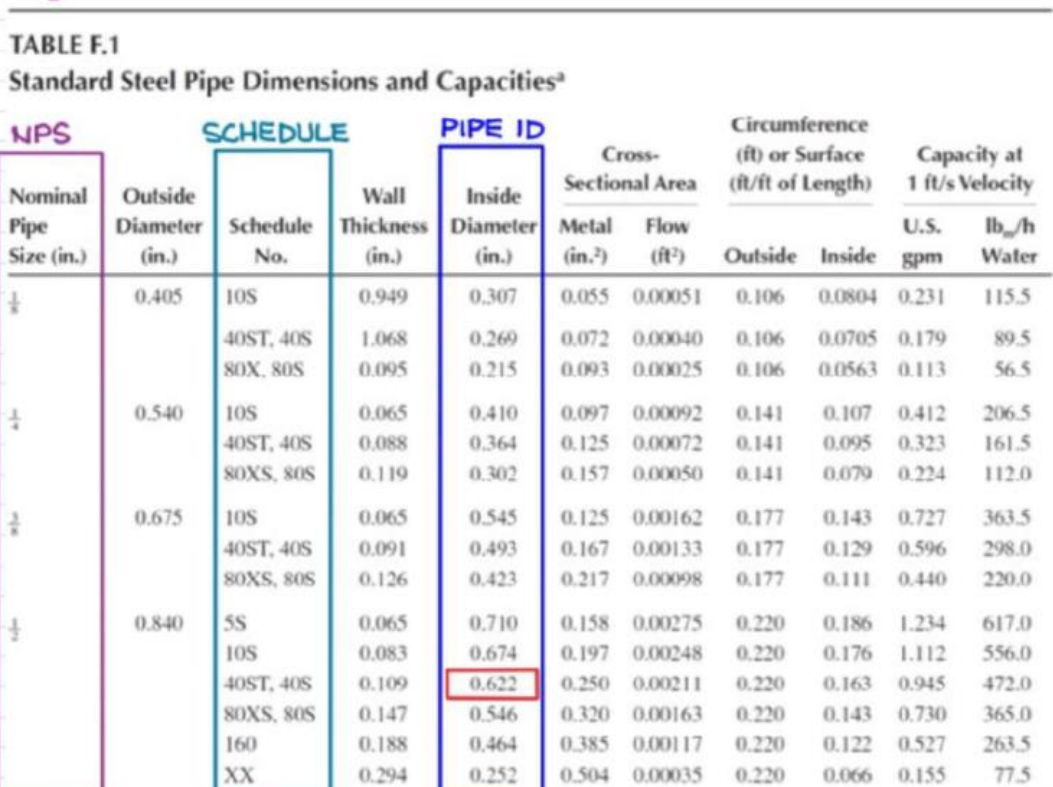 TABLE F.1
Standard Steel Pipe Dimensions and Capacitiesª
NPS SCHEDULE PIPE ID
Nominal Pipe Size (in.) Outside Diameter (in.) Schedule No. Wall Thickness (in.) Inside Diameter (in.) Cross-Sectional Area Circumference (ft) or Surface (ft/ft of Length) Capacity at 1 ft/s Velocity
Metal (in.²) Flow (ft²) Outside Inside U.S. gpm lbₘ/h Water
⅛ 0.405 10S 0.949 0.307 0.055 0.00051 0.106 0.0804 0.231 115.5
40ST, 40S 1.068 0.269 0.072 0.00040 0.106 0.0705 0.179 89.5
80X, 80S 0.095 0.215 0.093 0.00025 0.106 0.0563 0.113 56.5
¼ 0.540 10S 0.065 0.410 0.097 0.00092 0.141 0.107 0.412 206.5
40ST, 40S 0.088 0.364 0.125 0.00072 0.141 0.095 0.323 161.5
80XS, 80S 0.119 0.302 0.157 0.00050 0.141 0.079 0.224 112.0
⅜ 0.675 10S 0.065 0.545 0.125 0.00162 0.177 0.143 0.727 363.5
40ST, 40S 0.091 0.493 0.167 0.00133 0.177 0.129 0.596 298.0
80XS, 80S 0.126 0.423 0.217 0.00098 0.177 0.111 0.440 220.0
½ 0.840 5S 0.065 0.710 0.158 0.00275 0.220 0.186 1.234 617.0
10S 0.083 0.674 0.197 0.00248 0.220 0.176 1.112 556.0
40ST, 40S 0.109 0.622 0.250 0.00211 0.220 0.163 0.945 472.0
80XS, 80S 0.147 0.546 0.320 0.00163 0.220 0.143 0.730 365.0
160 0.188 0.464 0.385 0.00117 0.220 0.122 0.527 263.5
XX 0.294 0.252 0.504 0.00035 0.220 0.066 0.155 77.5